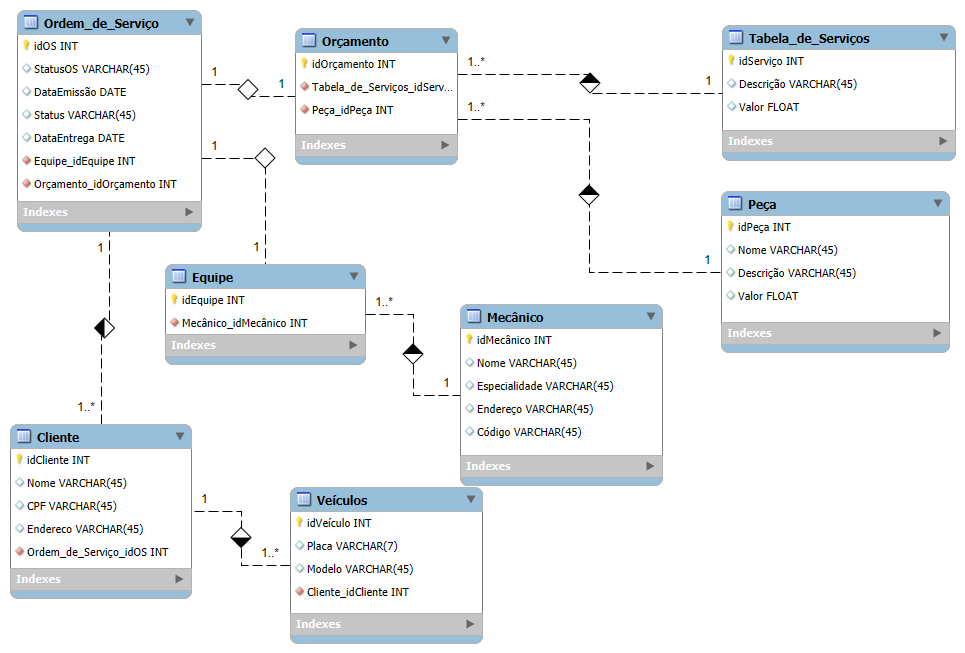 Ordem_de_Serviço
idOS INT
StatusOS VARCHAR(45)
DataEmissão DATE
Status VARCHAR(45)
DataEntrega DATE
Equipe_idEquipe INT
Orçamento_idOrçamento INT
Indexes
1
1
1
1
1
1..*
Orçamento
idOrçamento INT
Tabela_de_Serviços_idServ...
Peça_idPeça INT
Indexes
1..*
1
1..*
1
Tabela_de_Serviços
idServiço INT
Descrição VARCHAR(45)
Valor FLOAT
Indexes
Peça
idPeça INT
Nome VARCHAR(45)
Descrição VARCHAR(45)
Valor FLOAT
Indexes
Equipe
idEquipe INT
Mecânico_idMecânico INT
Indexes
1..*
1
Mecânico
idMecânico INT
Nome VARCHAR(45)
Especialidade VARCHAR(45)
Endereço VARCHAR(45)
Código VARCHAR(45)
Indexes
Cliente
idCliente INT
Nome VARCHAR(45)
CPF VARCHAR(45)
Endereco VARCHAR(45)
Ordem_de_Serviço_idOS INT
Indexes
1
1..*
Veículos
idVeículo INT
Placa VARCHAR(7)
Modelo VARCHAR(45)
Cliente_idCliente INT
Indexes